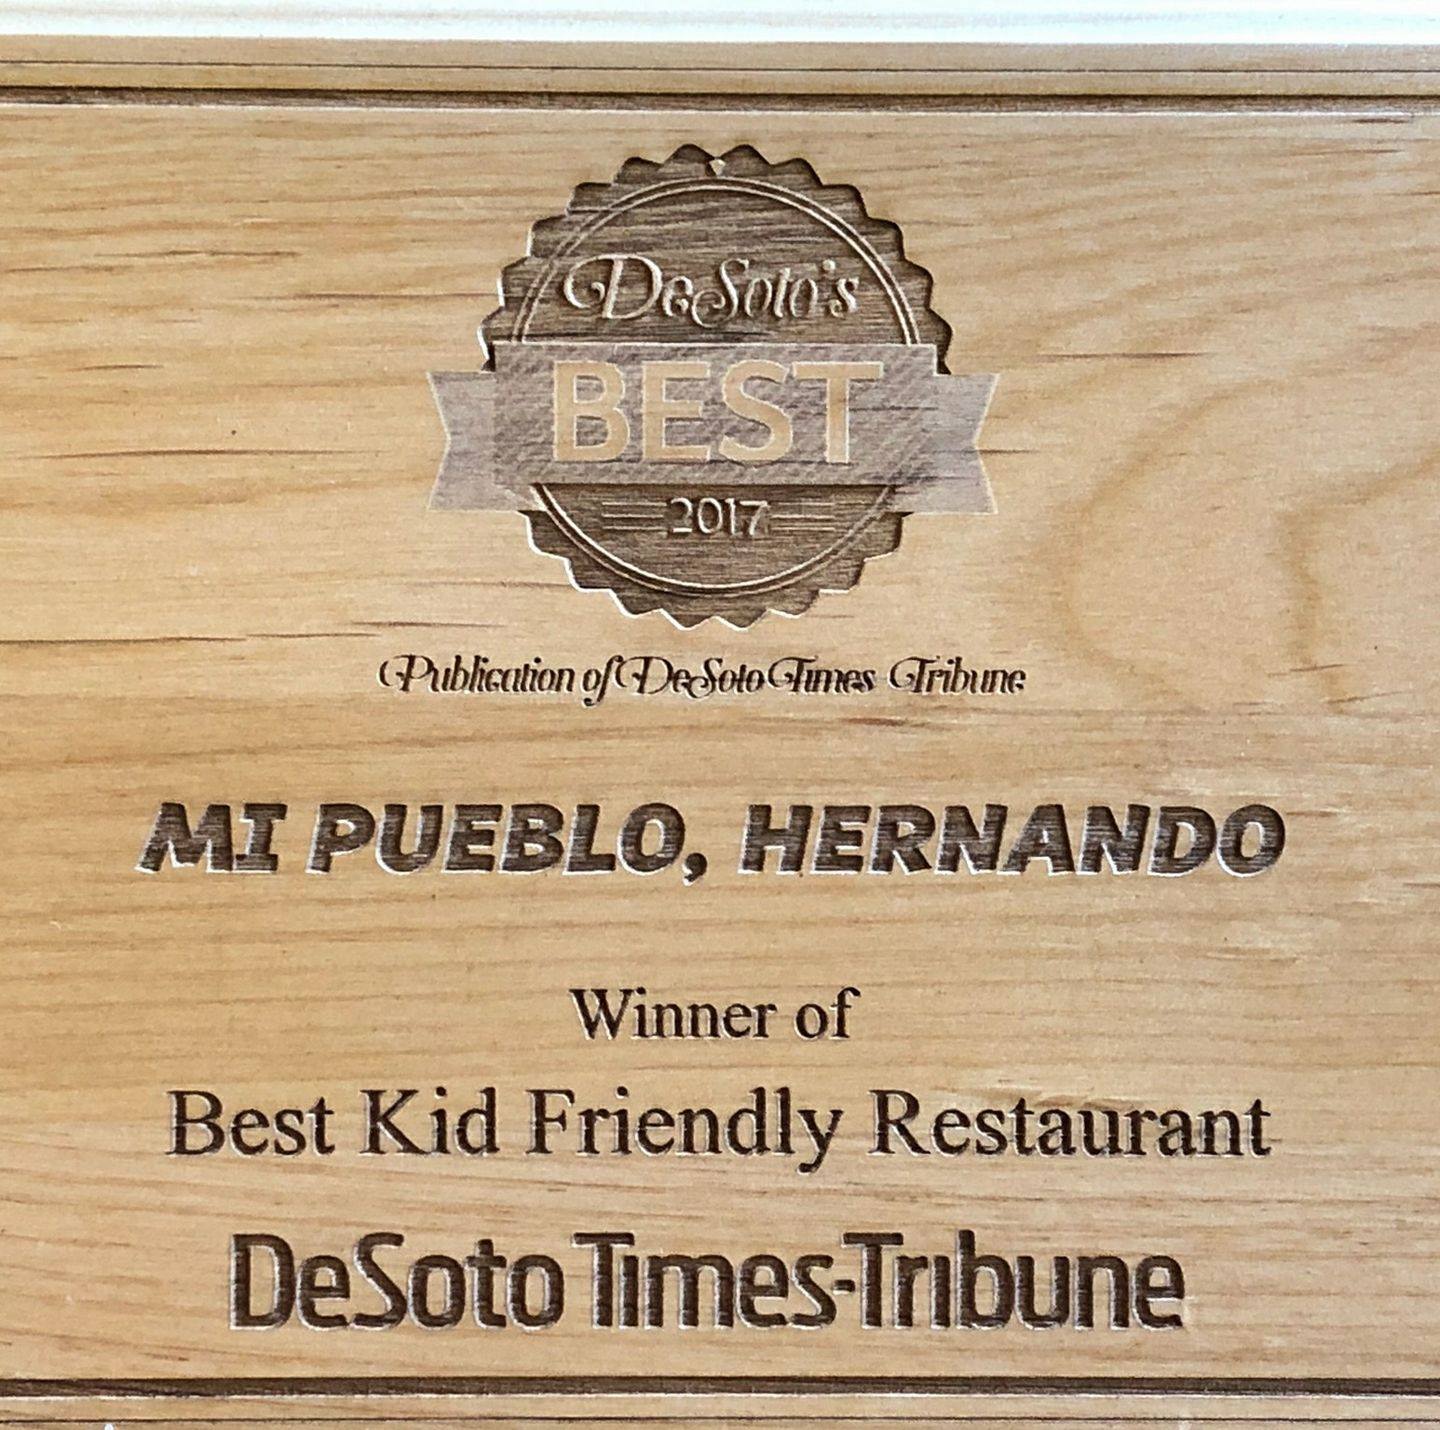 DeSoto's
BEST
2017
Publication of DeSoto Times Tribune
MI PUEBLO, HERNANDO
Winner of
Best Kid Friendly Restaurant
DeSoto Times-Tribune